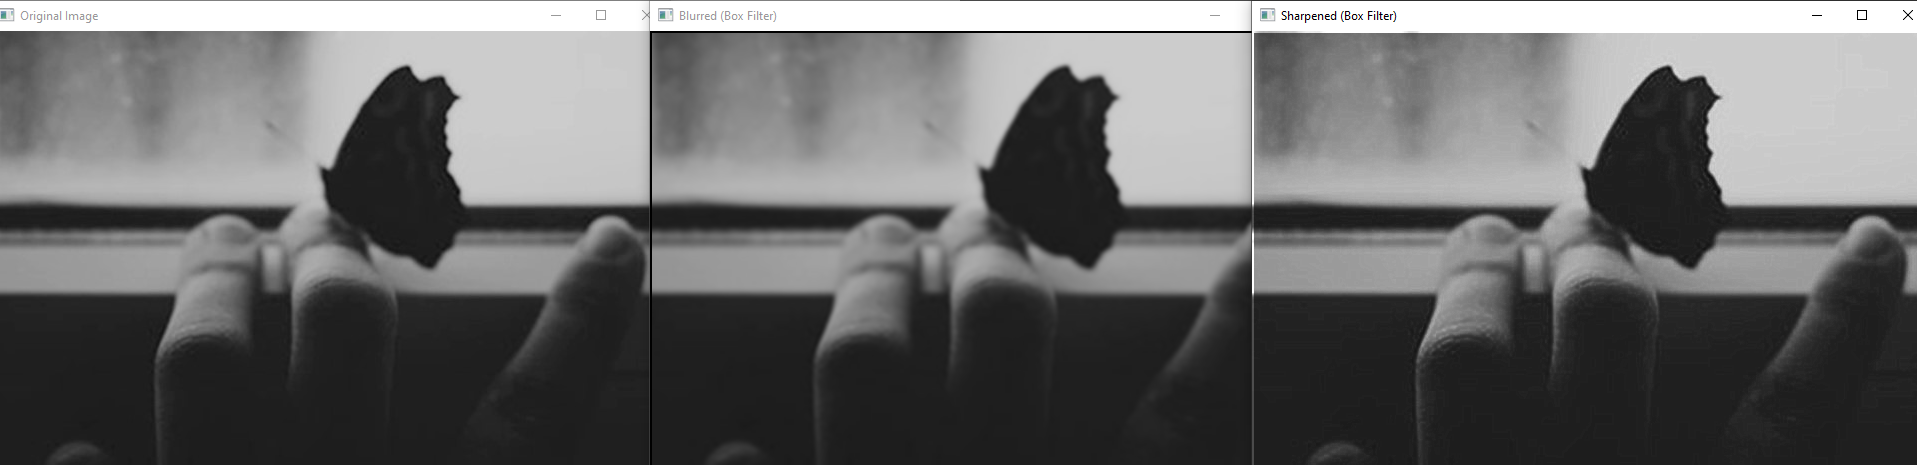 Original Image
Blurred (Box Filter)
Sharpened (Box Filter)